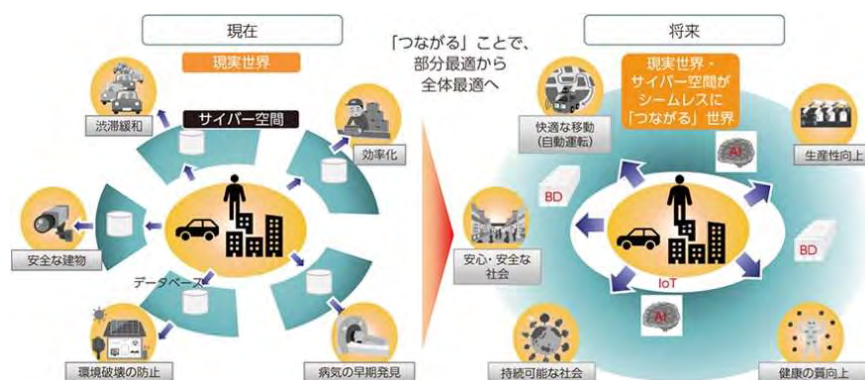 現在
現実世界
サイバー空間
渋滞緩和
効率化
安全な建物
データベース
環境破壊の防止
病気の早期発見
「つながる」ことで、
部分最適から
全体最適へ
将来
現実世界・
サイバー空間が
シームレスに
「つながる」世界
快適な移動
(自動運転)
AI
生産性向上
BD
安心・安全な
社会
BD
IoT
AI
持続可能な社会
健康の質向上